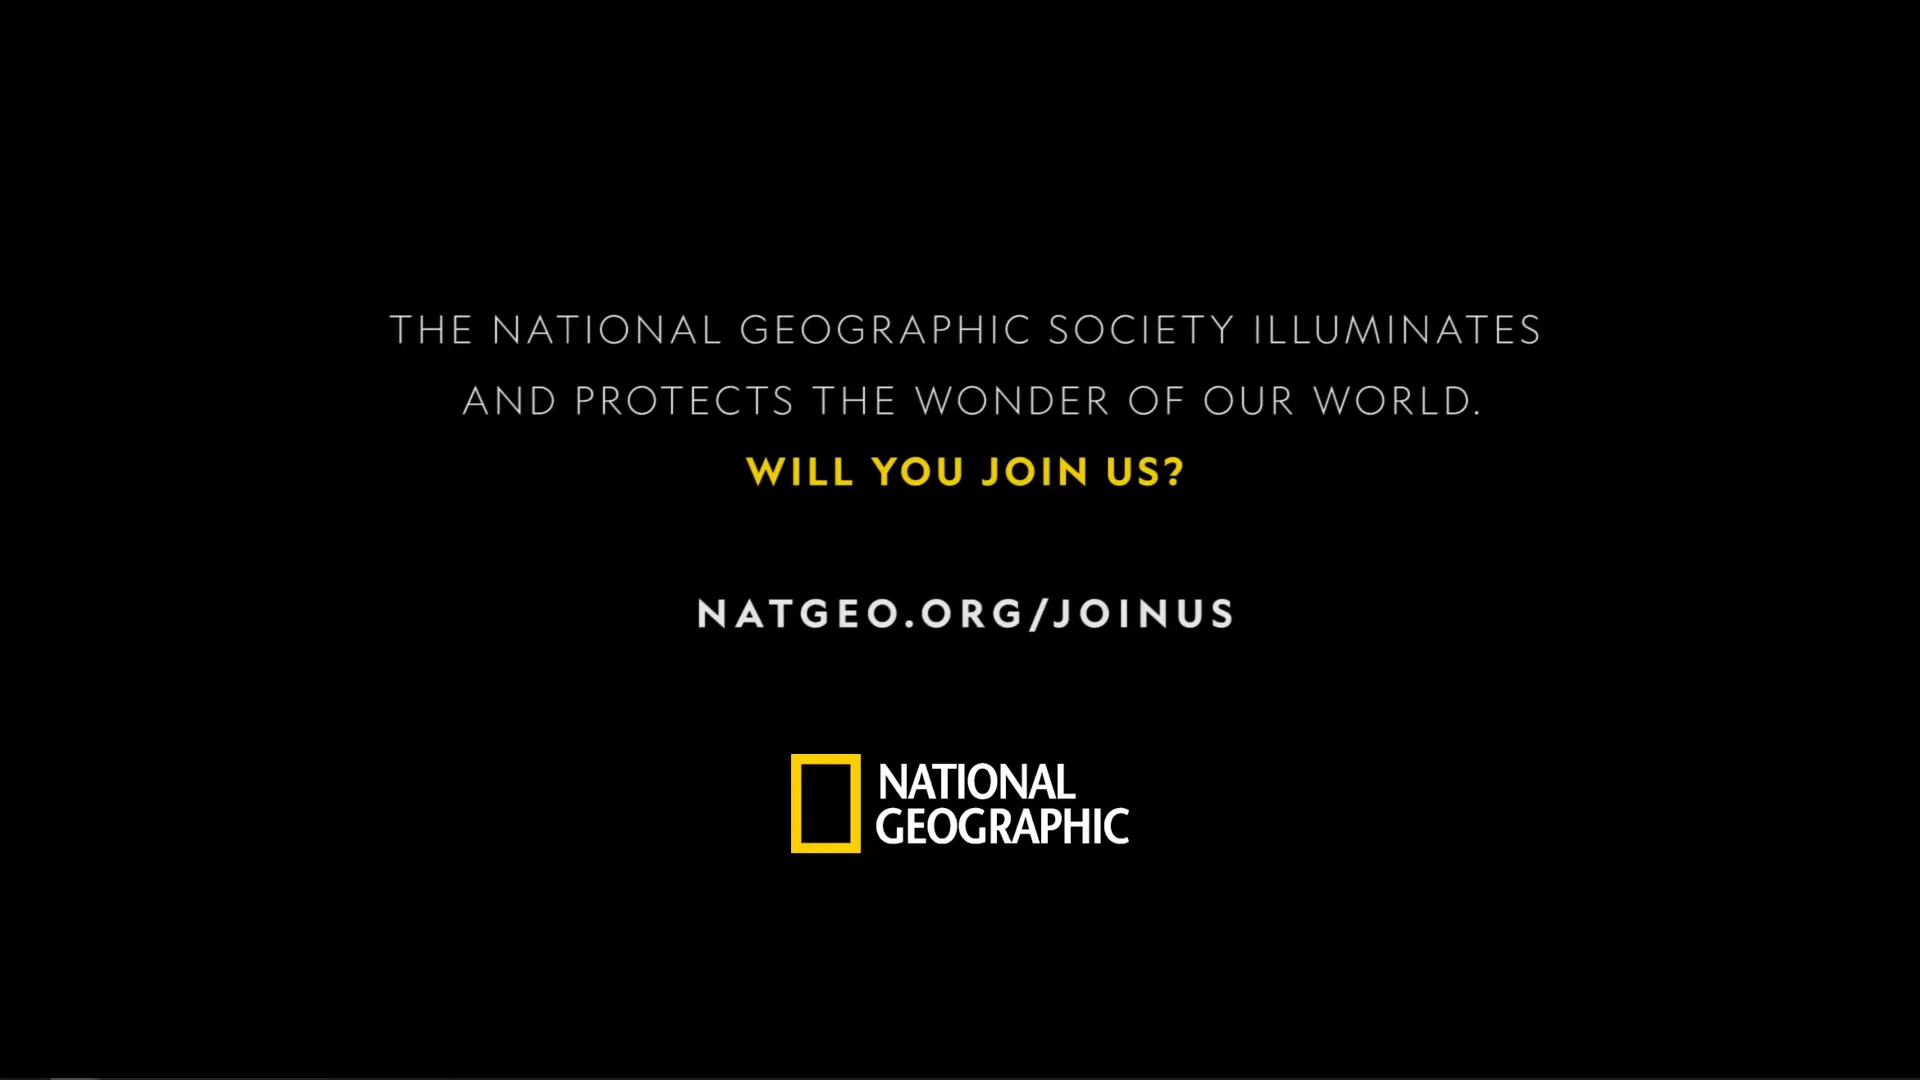 THE NATIONAL GEOGRAPHIC SOCIETY ILLUMINATES
AND PROTECTS THE WONDER OF OUR WORLD.
WILL YOU JOIN US?
NATGEO.ORG/JOINUS
NATIONAL
GEOGRAPHIC